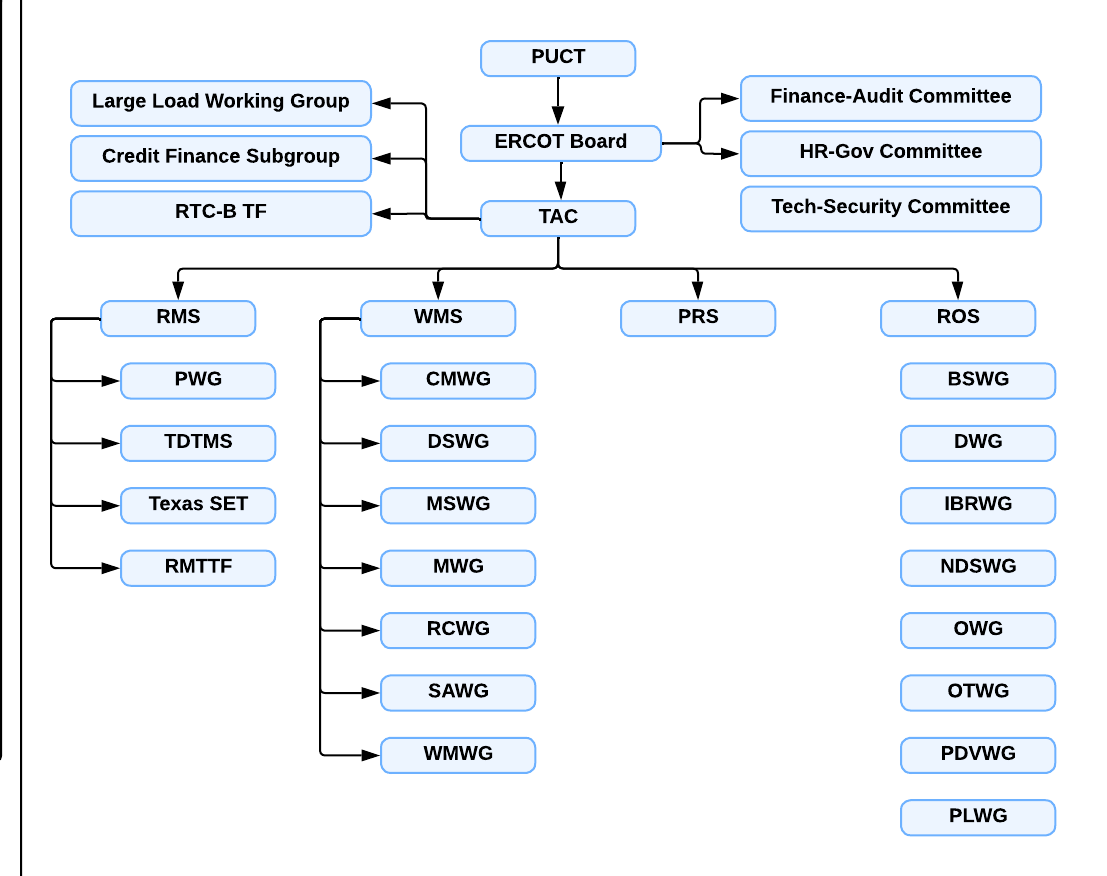 PUCT
Large Load Working Group
Credit Finance Subgroup
RTC-B TF
ERCOT Board
TAC
Finance-Audit Committee
HR-Gov Committee
Tech-Security Committee
RMS
WMS
PRS
ROS
PWG
TDTMS
Texas SET
RMTTF
CMWG
DSWG
MSWG
MWG
RCWG
SAWG
WMWG
BSWG
DWG
IBRWG
NDSWG
OWG
OTWG
PDVWG
PLWG